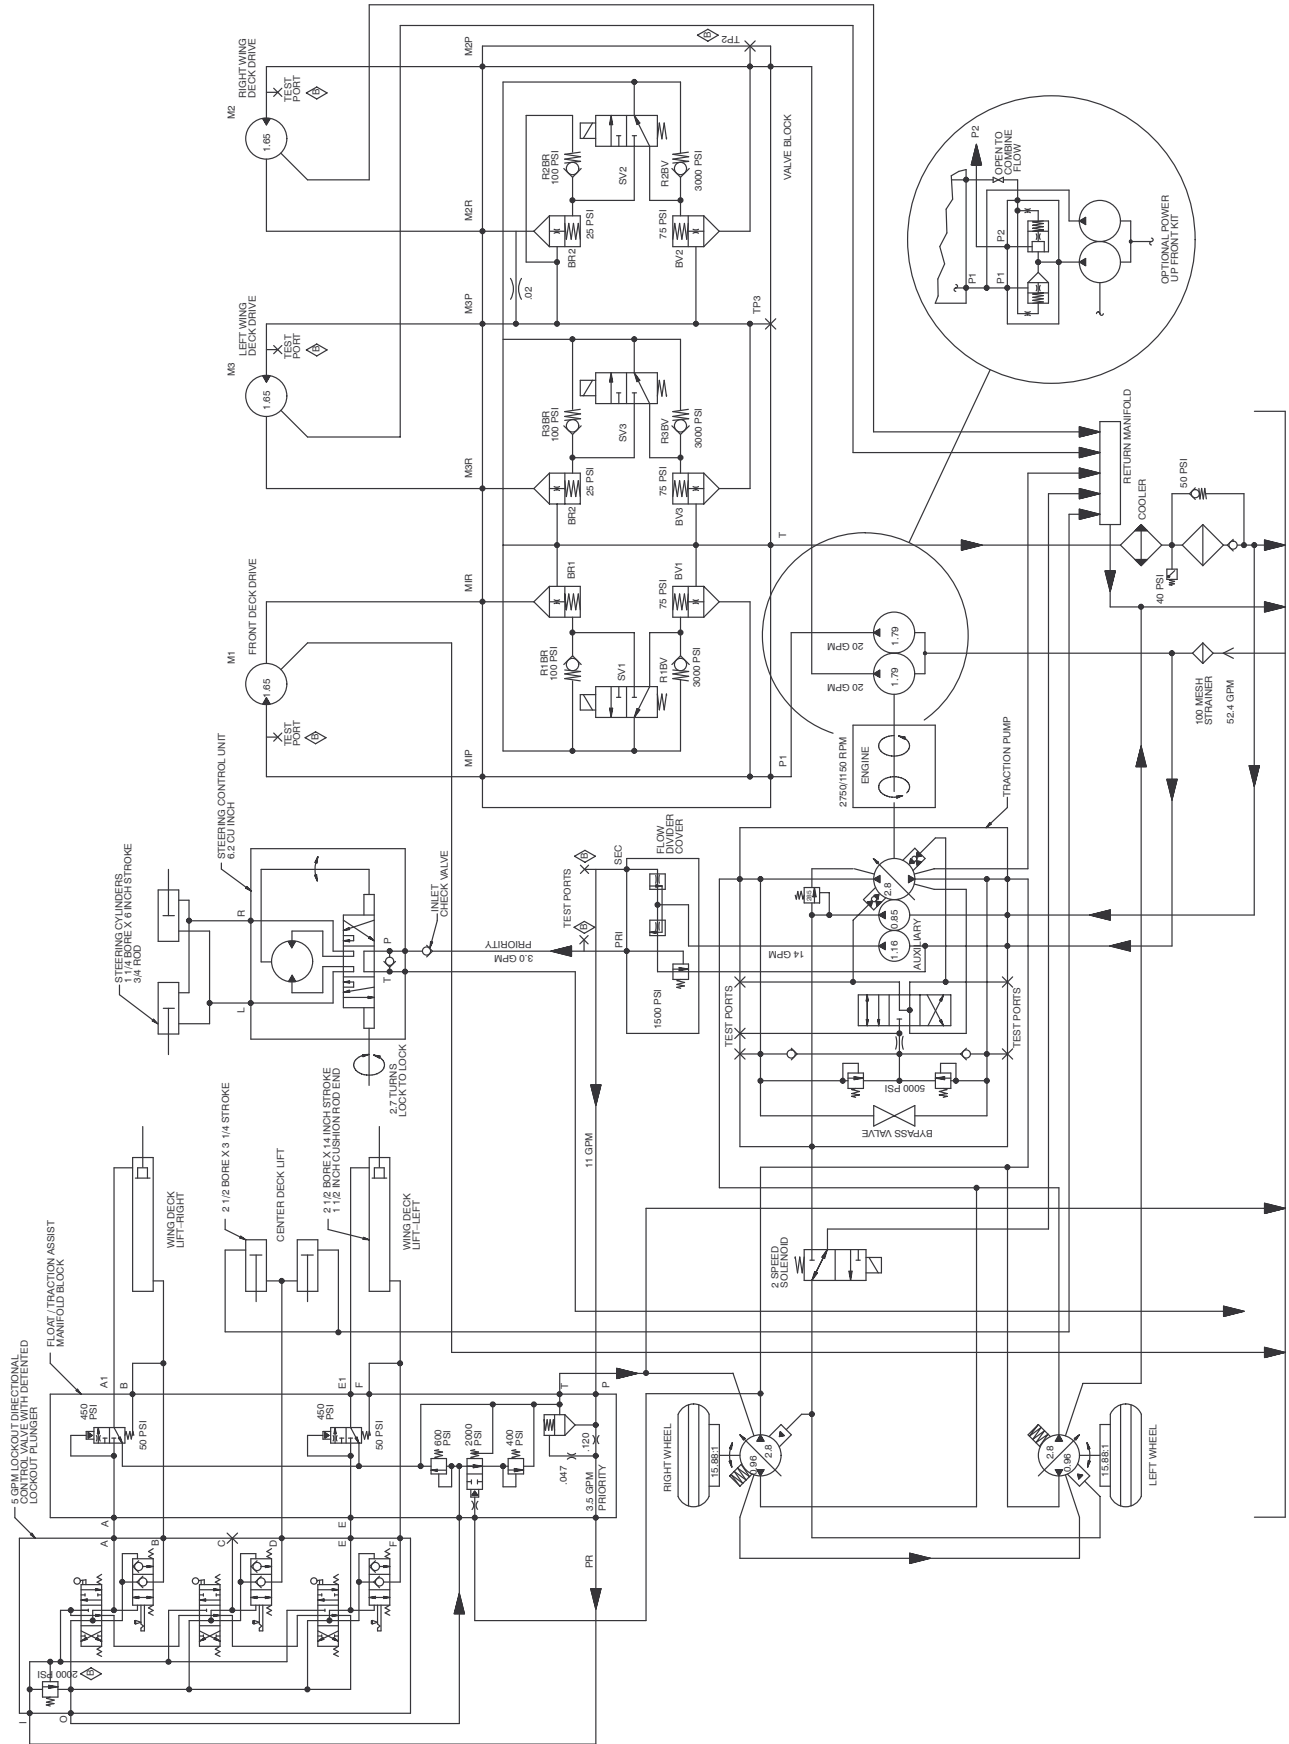 M2
RIGHT WING
DECK DRIVE
1.65
TEST
PORT
B
M2P
TP2
B
M2R
R2BR
100 PSI
SV2
R2BV
3000 PSI
25 PSI
BR2
75 PSI
BV2
VALVE BLOCK
M3
LEFT WING
DECK DRIVE
1.65
TEST
PORT
B
M3P
.02
TP3
M3R
R3BR
100 PSI
SV3
R3BV
3000 PSI
25 PSI
BR2
75 PSI
BV3
T
M1
FRONT DECK DRIVE
1.65
TEST
PORT
B
MIR
BR1
75 PSI
BV1
R1BR
100 PSI
SV1
R1BV
3000 PSI
MIP
P1
P2
OPEN TO
COMBINE
FLOW
P2
P1
P1
OPTIONAL POWER
UP FRONT KIT
RETURN MANIFOLD
COOLER
50 PSI
40 PSI
100 MESH
STRAINER
52.4 GPM
20 GPM
20 GPM
1.79
1.79
2750/1150 RPM
ENGINE
TRACTION PUMP
STEERING CONTROL UNIT
6.2 CU INCH
STEERING CYLINDERS
1 1/4 BORE X 6 INCH STROKE
3/4 ROD
R
L
P
T
INLET
CHECK VALVE
2.7 TURNS
LOCK TO LOCK
PRIORITY
3.0 GPM
TEST PORTS
B
B
SEC
PRI
FLOW
DIVIDER
COVER
1500 PSI
14 GPM
285
2.8
0.85
1.16
AUXILIARY
TEST PORTS
TEST PORTS
5000 PSI
BYPASS VALVE
11 GPM
2 SPEED
SOLENOID
2 1/2 BORE X 3 1/4 STROKE
CENTER DECK LIFT
2 1/2 BORE X 14 INCH STROKE
1 1/2 INCH CUSHION ROD END
WING DECK
LIFT-RIGHT
WING DECK
LIFT-LEFT
FLOAT / TRACTION ASSIST
MANIFOLD BLOCK
5 GPM LOCKOUT DIRECTIONAL
CONTROL VALVE WITH DETENTED
LOCKOUT PLUNGER
A1
B
E1
F
T
P
450
PSI
50 PSI
450
PSI
50 PSI
600
PSI
2000
PSI
400
PSI
.047
.120
3.5 GPM
PRIORITY
A
E
PR
A
B
C
D
E
F
2000 PSI
B
I
O
RIGHT WHEEL
15.88:1
.96
2.8
LEFT WHEEL
15.88:1
2.8
0.96